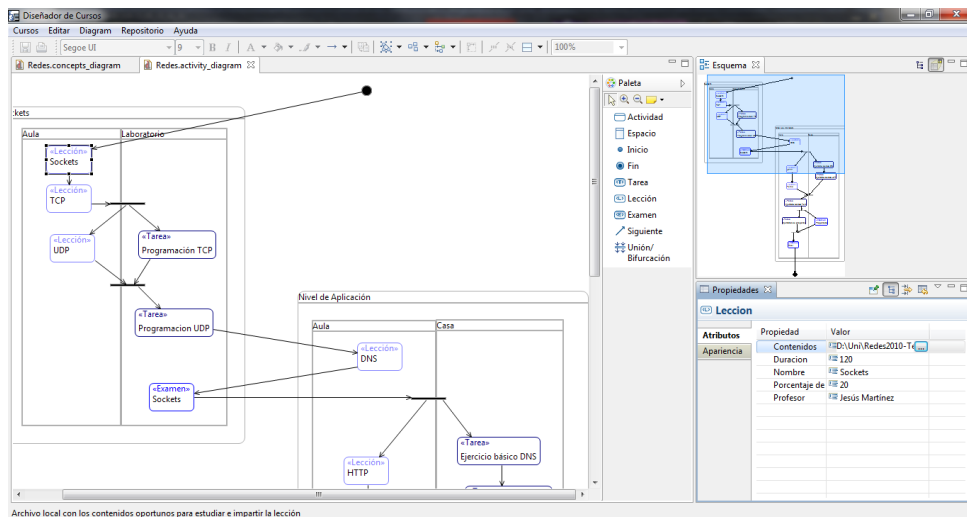 Diseñador de Cursos
Cursos Editar Diagram Repositorio Ayuda
Segoe UI 9 B I A 100%
Redes.concepts_diagram
Redes.activity_diagram
kets
Aula
Laboratorio
«Lección»
Sockets
«Lección»
TCP
«Lección»
UDP
«Tarea»
Programación TCP
«Tarea»
Programacion UDP
«Examen»
Sockets
Nivel de Aplicación
Aula
Casa
«Lección»
DNS
«Lección»
HTTP
«Tarea»
Ejercicio básico DNS
Paleta
Actividad
Espacio
Inicio
Fin
Tarea
Lección
Examen
Siguiente
Unión/
Bifurcación
Esquema
Propiedades
Leccion
Atributos
Apariencia
Propiedad Valor
Contenidos D:\Uni\Redes2010-Te ...
Duracion 120
Nombre Sockets
Porcentaje de 20
Profesor Jesús Martínez
Archivo local con los contenidos oportunos para estudiar e impartir la lección